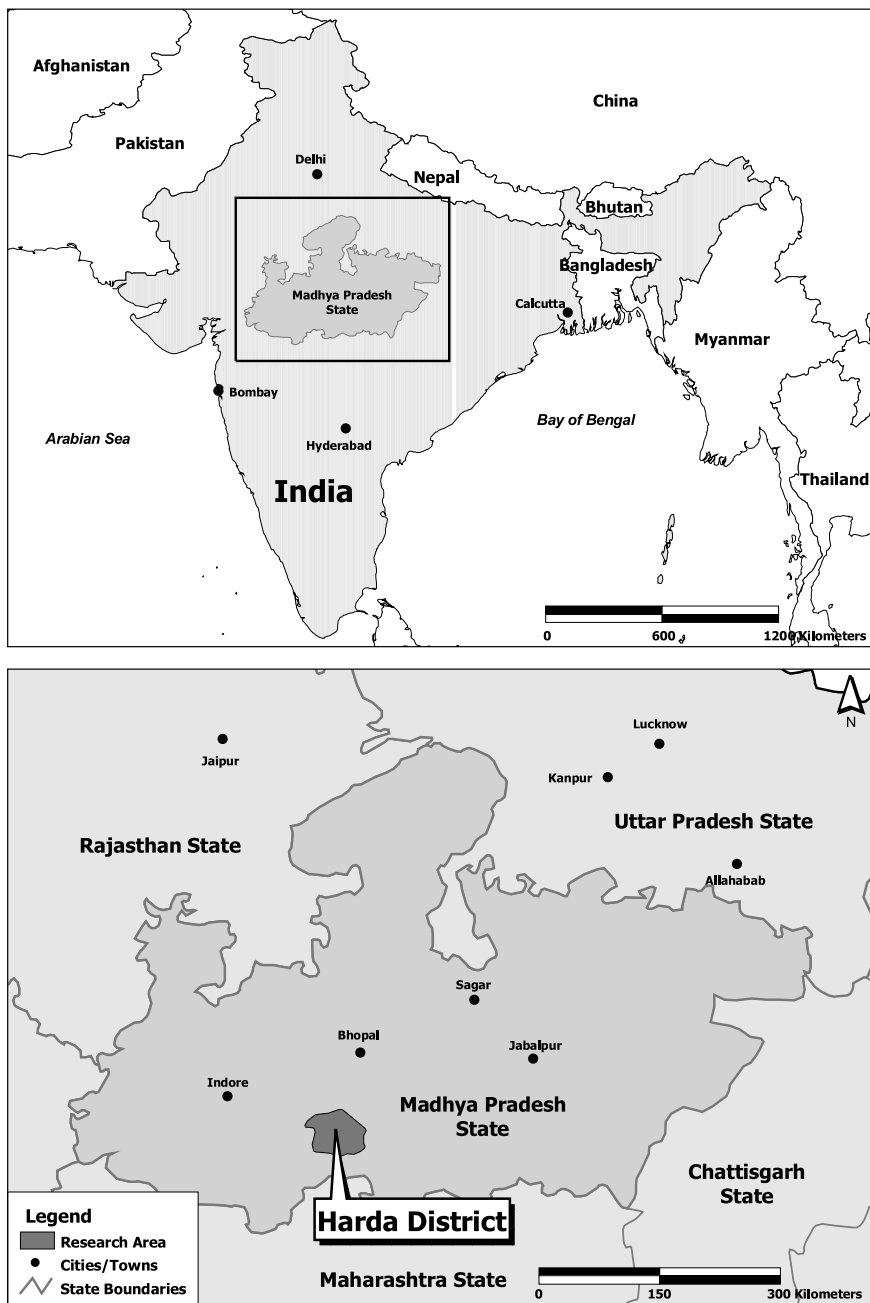 Afghanistan
China
Pakistan
Delhi
Nepal
Bhutan
Bangladesh
Madhya Pradesh
State
Calcutta
Myanmar
Bombay
Bay of Bengal
Arabian Sea
Hyderabad
Thailand
India
0 600 1200 Kilometers
N
Lucknow
Jaipur
Kanpur
Uttar Pradesh State
Rajasthan State
Allahabab
Sagar
Bhopal
Jabalpur
Indore
Madhya Pradesh
State
Chattisgarh
State
Harda District
Legend
Research Area
Cities/Towns
State Boundaries
Maharashtra State
0 150 300 Kilometers